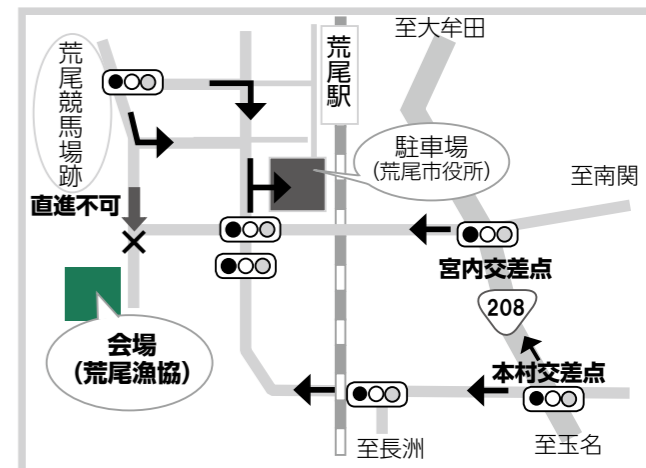 至大牟田
荒尾駅
荒尾競馬場跡
駐車場
(荒尾市役所)
至南関
直進不可
宮内交差点
208
会場
(荒尾漁協)
本村交差点
至長洲
至玉名